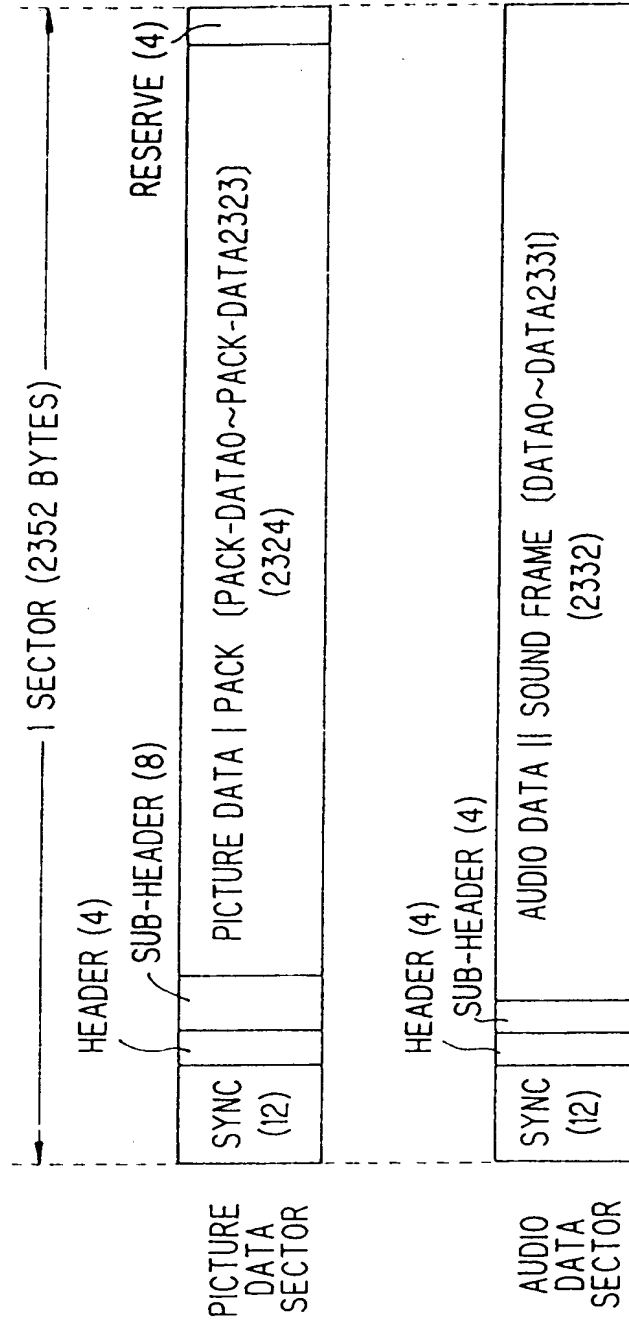 1 SECTOR (2352 BYTES)
HEADER (4)
SUB-HEADER (8)
RESERVE (4)
PICTURE
DATA
SECTOR
SYNC
(12)
PICTURE DATA | PACK (PACK-DATA0~PACK-DATA2323)
(2324)
HEADER (4)
SUB-HEADER (4)
AUDIO
DATA
SECTOR
SYNC
(12)
AUDIO DATA || SOUND FRAME (DATA0~DATA2331)
(2332)